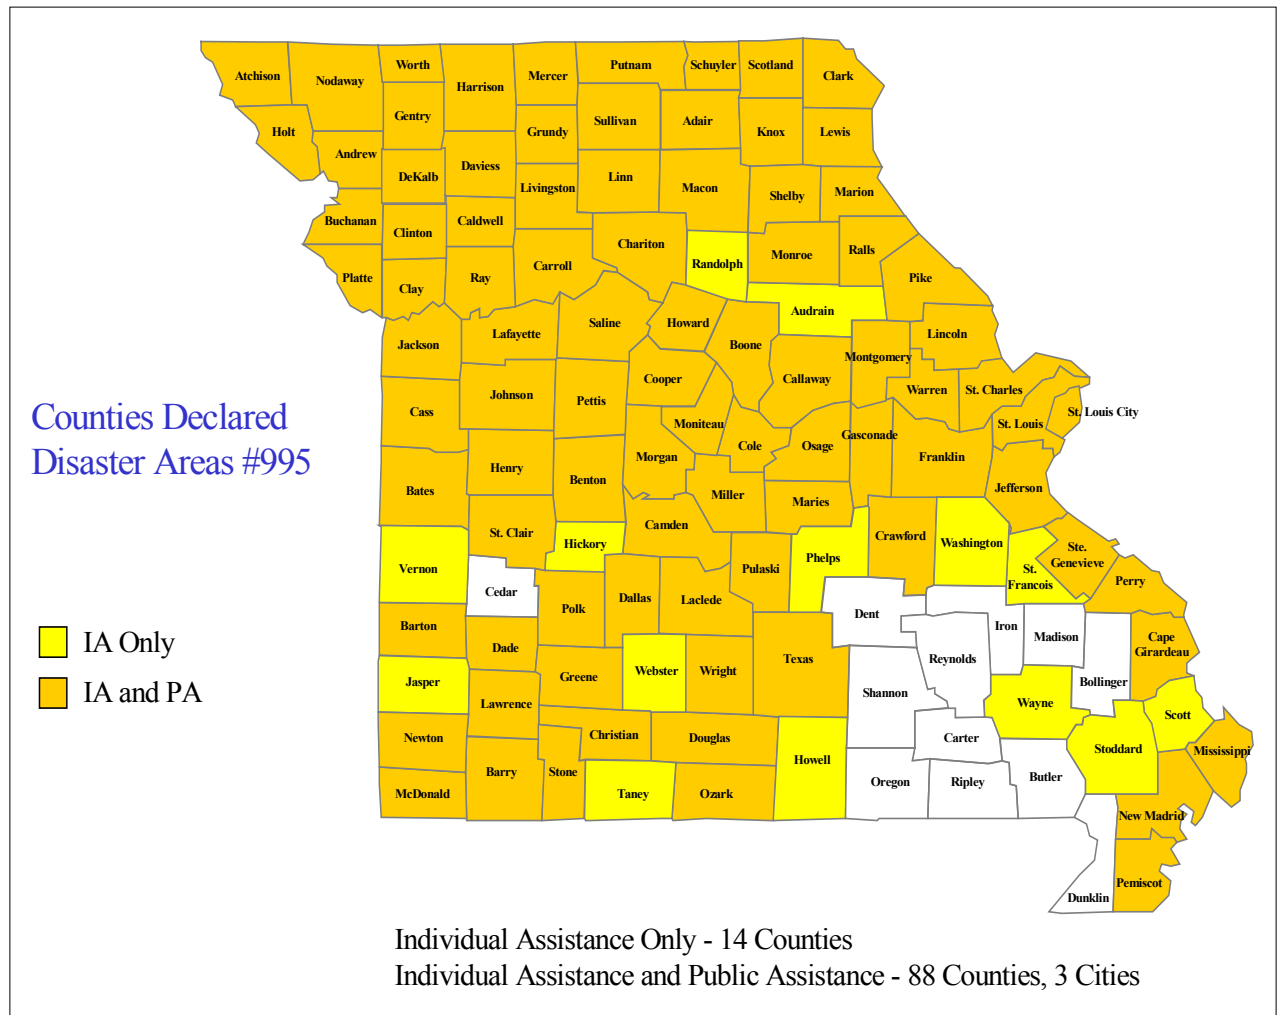 Atchison
Nodaway
Worth
Harrison
Mercer
Putnam
Schuyler
Scotland
Clark
Holt
Gentry
Grundy
Sullivan
Adair
Knox
Lewis
Andrew
DeKalb
Daviess
Livingston
Linn
Macon
Shelby
Marion
Buchanan
Clinton
Caldwell
Chariton
Randolph
Monroe
Ralls
Pike
Platte
Clay
Ray
Carroll
Audrain
Jackson
Lafayette
Saline
Howard
Boone
Montgomery
Lincoln
Cass
Johnson
Pettis
Cooper
Callaway
Warren
St. Charles
Counties Declared
Disaster Areas #995
Moniteau
Cole
Osage
Gasconade
St. Louis
St. Louis City
Bates
Henry
Benton
Morgan
Miller
Maries
Franklin
Jefferson
St. Clair
Hickory
Camden
Phelps
Crawford
Washington
Ste.
Genevieve
Vernon
Cedar
Polk
Dallas
Laclede
Pulaski
St.
Francois
Perry
Barton
Dade
Dent
Iron
Madison
Cape
Girardeau
IA Only
IA and PA
Jasper
Lawrence
Greene
Webster
Wright
Texas
Shannon
Reynolds
Wayne
Bollinger
Scott
Newton
Christian
Douglas
Howell
Carter
Stoddard
Mississippi
McDonald
Barry
Stone
Taney
Ozark
Oregon
Ripley
Butler
New Madrid
Pemiscot
Dunklin
Individual Assistance Only - 14 Counties
Individual Assistance and Public Assistance - 88 Counties, 3 Cities